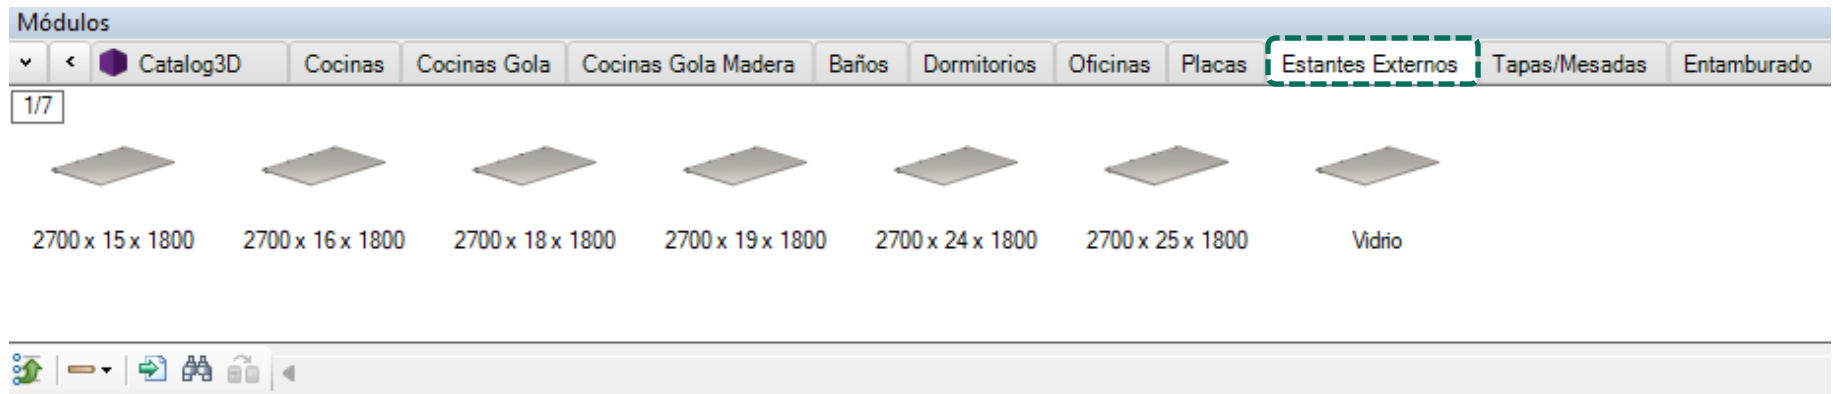 Módulos
Catalog3D Cocinas Cocinas Gola Cocinas Gola Madera Baños Dormitorios Oficinas Placas Estantes Externos Tapas/Mesadas Entamburado
1/7
2700 x 15 x 1800 2700 x 16 x 1800 2700 x 18 x 1800 2700 x 19 x 1800 2700 x 24 x 1800 2700 x 25 x 1800 Vidrio